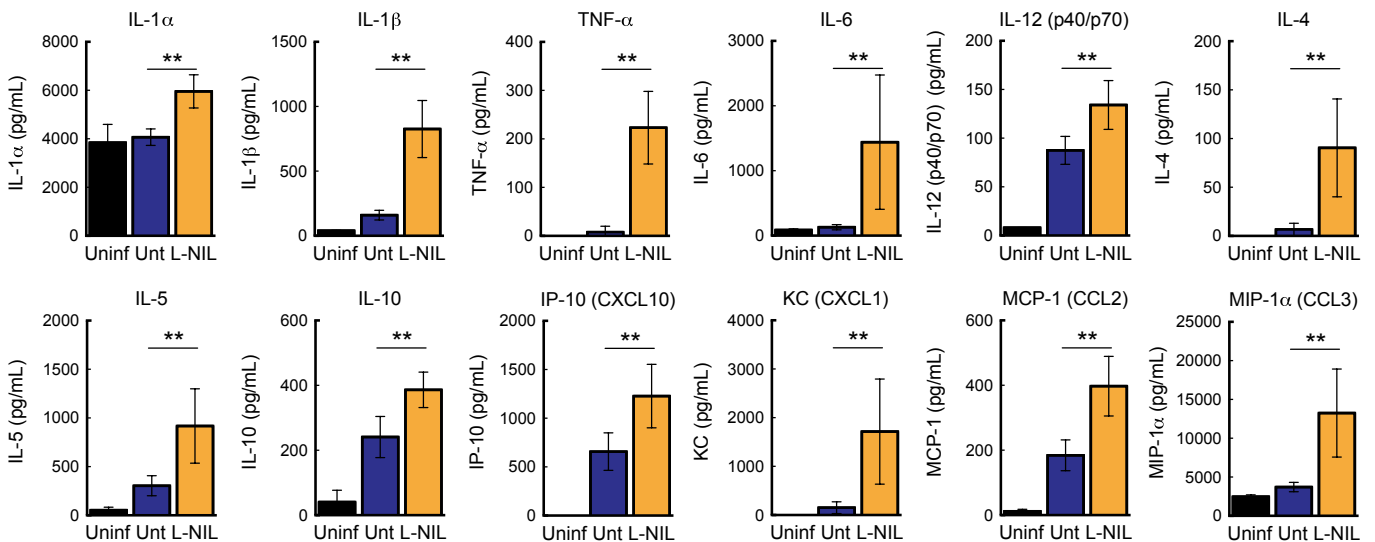 IL-1α
IL-1α (pg/mL)
8000
6000
4000
2000
0
**
Uninf Unt L-NIL
IL-1β
IL-1β (pg/mL)
1500
1000
500
0
**
Uninf Unt L-NIL
TNF-α
TNF-α (pg/mL)
400
300
200
100
0
**
Uninf Unt L-NIL
IL-6
IL-6 (pg/mL)
3000
2000
1000
0
**
Uninf Unt L-NIL
IL-12 (p40/p70)
IL-12 (p40/p70) (pg/mL)
200
150
100
50
0
**
Uninf Unt L-NIL
IL-4
IL-4 (pg/mL)
200
150
100
50
0
**
Uninf Unt L-NIL
IL-5
IL-5 (pg/mL)
2000
1500
1000
500
0
**
Uninf Unt L-NIL
IL-10
IL-10 (pg/mL)
600
400
200
0
**
Uninf Unt L-NIL
IP-10 (CXCL10)
IP-10 (pg/mL)
2000
1500
1000
500
0
**
Uninf Unt L-NIL
KC (CXCL1)
KC (pg/mL)
4000
3000
2000
1000
0
**
Uninf Unt L-NIL
MCP-1 (CCL2)
MCP-1 (pg/mL)
600
400
200
0
**
Uninf Unt L-NIL
MIP-1α (CCL3)
MIP-1α (pg/mL)
25000
20000
15000
10000
5000
0
**
Uninf Unt L-NIL